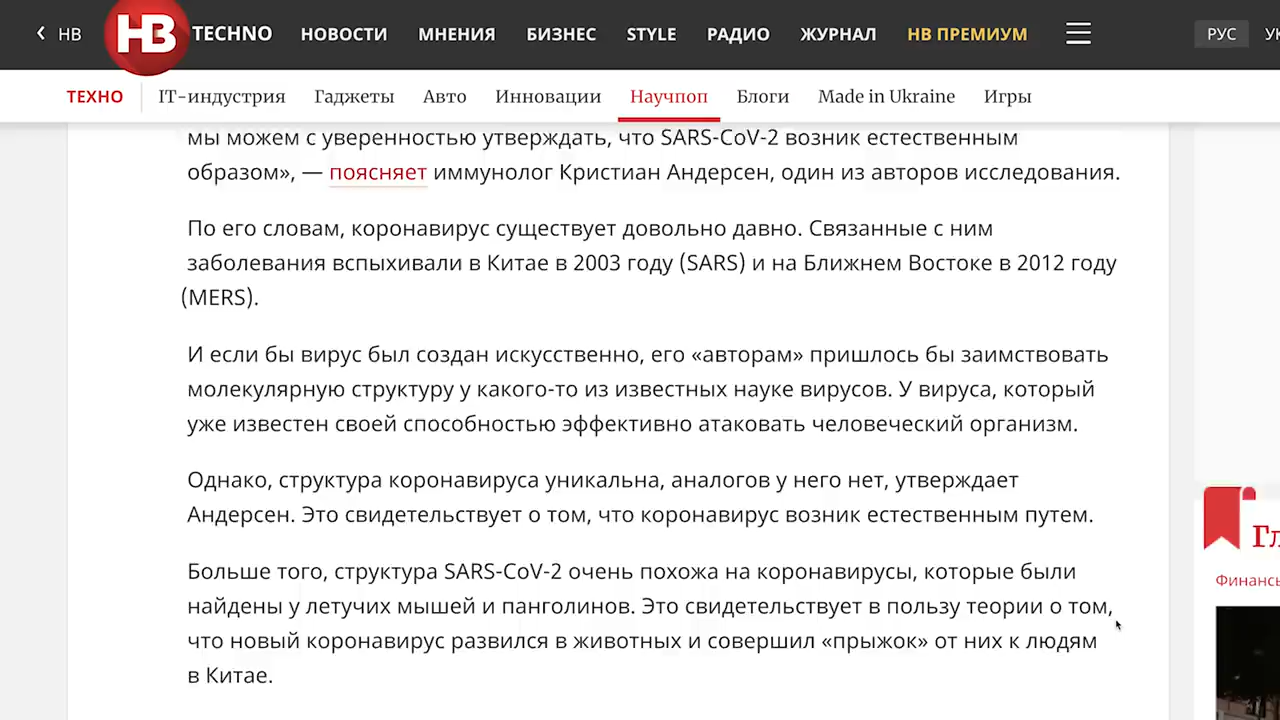 НВ
НВ TECHNO НОВОСТИ МНЕНИЯ БИЗНЕС STYLE РАДИО ЖУРНАЛ НВ ПРЕМИУМ РУС
ТЕХНО IT-индустрия Гаджеты Авто Инновации Научпоп Блоги Made in Ukraine Игры
мы можем с уверенностью утверждать, что SARS-CoV-2 возник естественным
образом», — поясняет иммунолог Кристиан Андерсен, один из авторов исследования.
По его словам, коронавирус существует довольно давно. Связанные с ним
заболевания вспыхивали в Китае в 2003 году (SARS) и на Ближнем Востоке в 2012 году
(MERS).
И если бы вирус был создан искусственно, его «авторам» пришлось бы заимствовать
молекулярную структуру у какого-то из известных науке вирусов. У вируса, который
уже известен своей способностью эффективно атаковать человеческий организм.
Однако, структура коронавируса уникальна, аналогов у него нет, утверждает
Андерсен. Это свидетельствует о том, что коронавирус возник естественным путем.
Больше того, структура SARS-CoV-2 очень похожа на коронавирусы, которые были
найдены у летучих мышей и панголинов. Это свидетельствует в пользу теории о том,
что новый коронавирус развился в животных и совершил «прыжок» от них к людям
в Китае.